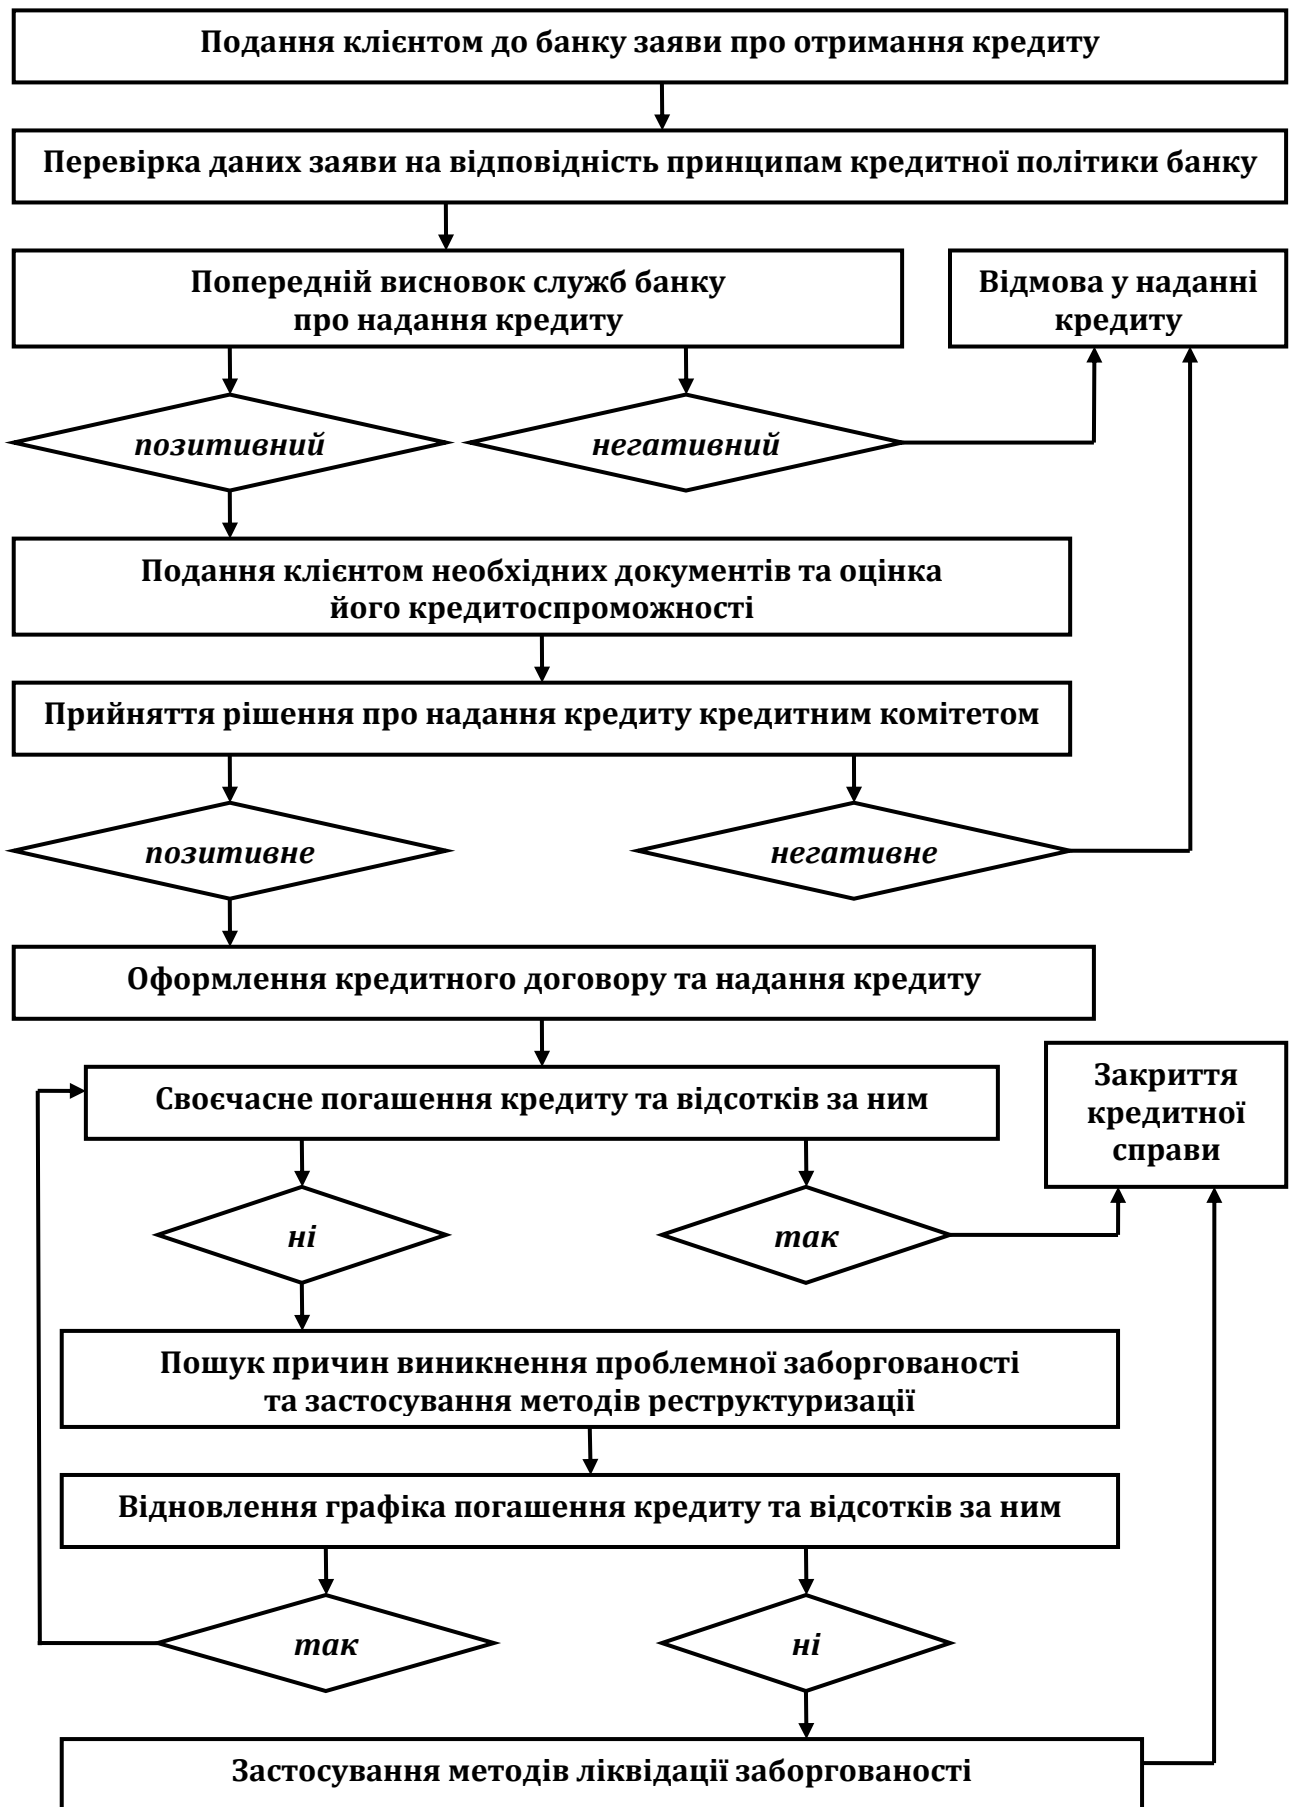 Подання клієнтом до банку заяви про отримання кредиту
Перевірка даних заяви на відповідність принципам кредитної політики банку
Попередній висновок служб банку
про надання кредиту
Відмова у наданні
кредиту
позитивний
негативний
Подання клієнтом необхідних документів та оцінка
його кредитоспроможності
Прийняття рішення про надання кредиту кредитним комітетом
позитивне
негативне
Оформлення кредитного договору та надання кредиту
Своєчасне погашення кредиту та відсотків за ним
Закриття
кредитної
справи
ні
так
Пошук причин виникнення проблемної заборгованості
та застосування методів реструктуризації
Відновлення графіка погашення кредиту та відсотків за ним
так
ні
Застосування методів ліквідації заборгованості